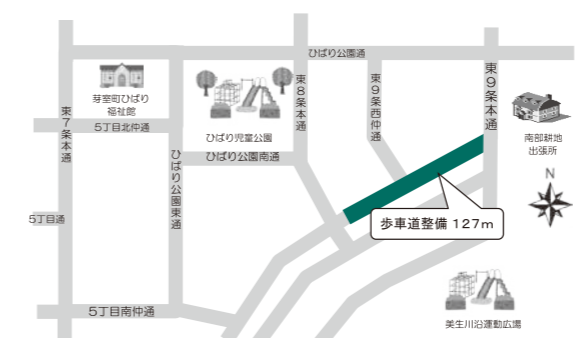 ひばり公園通
芽室町ひばり
福祉館
東7条本通
5丁目北仲通
ひばり児童公園
東8条本通
東9条西仲通
東9条本通
南部耕地
出張所
ひばり公園南通
ひばり公園東通
N
5丁目通
歩車道整備 127m
5丁目南仲通
美生川沿運動広場